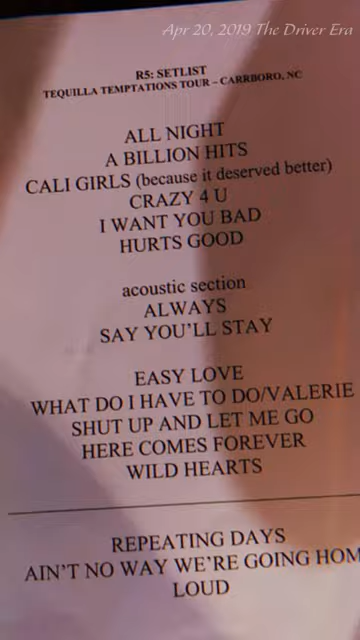 Apr 20, 2019 The Driver Era
R5: SETLIST
TEQUILLA TEMPTATIONS TOUR – CARRBORO, NC
ALL NIGHT
A BILLION HITS
CALI GIRLS (because it deserved better)
CRAZY 4 U
I WANT YOU BAD
HURTS GOOD
acoustic section
ALWAYS
SAY YOU'LL STAY
EASY LOVE
WHAT DO I HAVE TO DO/VALERIE
SHUT UP AND LET ME GO
HERE COMES FOREVER
WILD HEARTS
REPEATING DAYS
AIN'T NO WAY WE'RE GOING HOM
LOUD